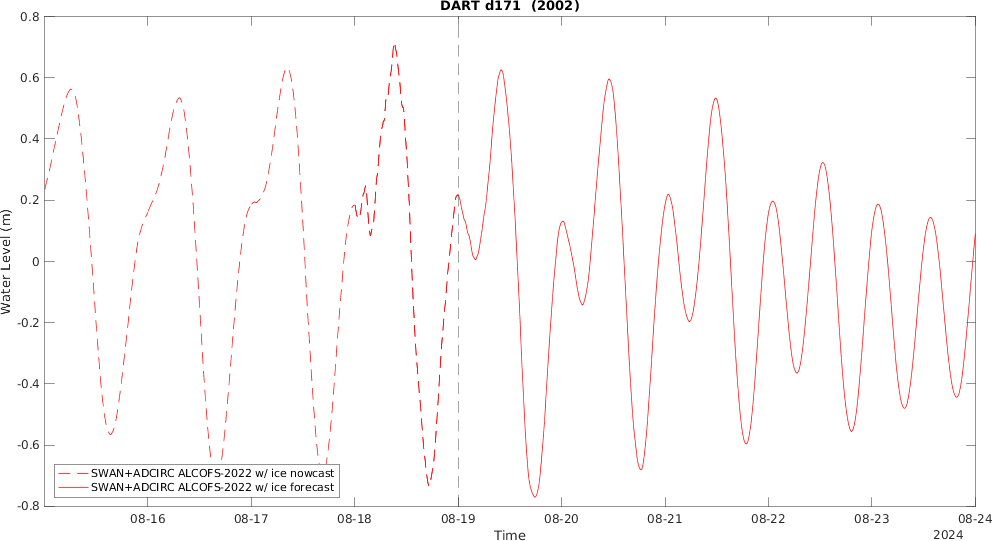 DART d171  (2002)
Water Level (m)
0.8
0.6
0.4
0.2
0
-0.2
-0.4
-0.6
-0.8
SWAN+ADCIRC ALCOFS-2022 w/ ice nowcast
SWAN+ADCIRC ALCOFS-2022 w/ ice forecast
08-16 08-17 08-18 08-19 08-20 08-21 08-22 08-23 08-24
Time
2024